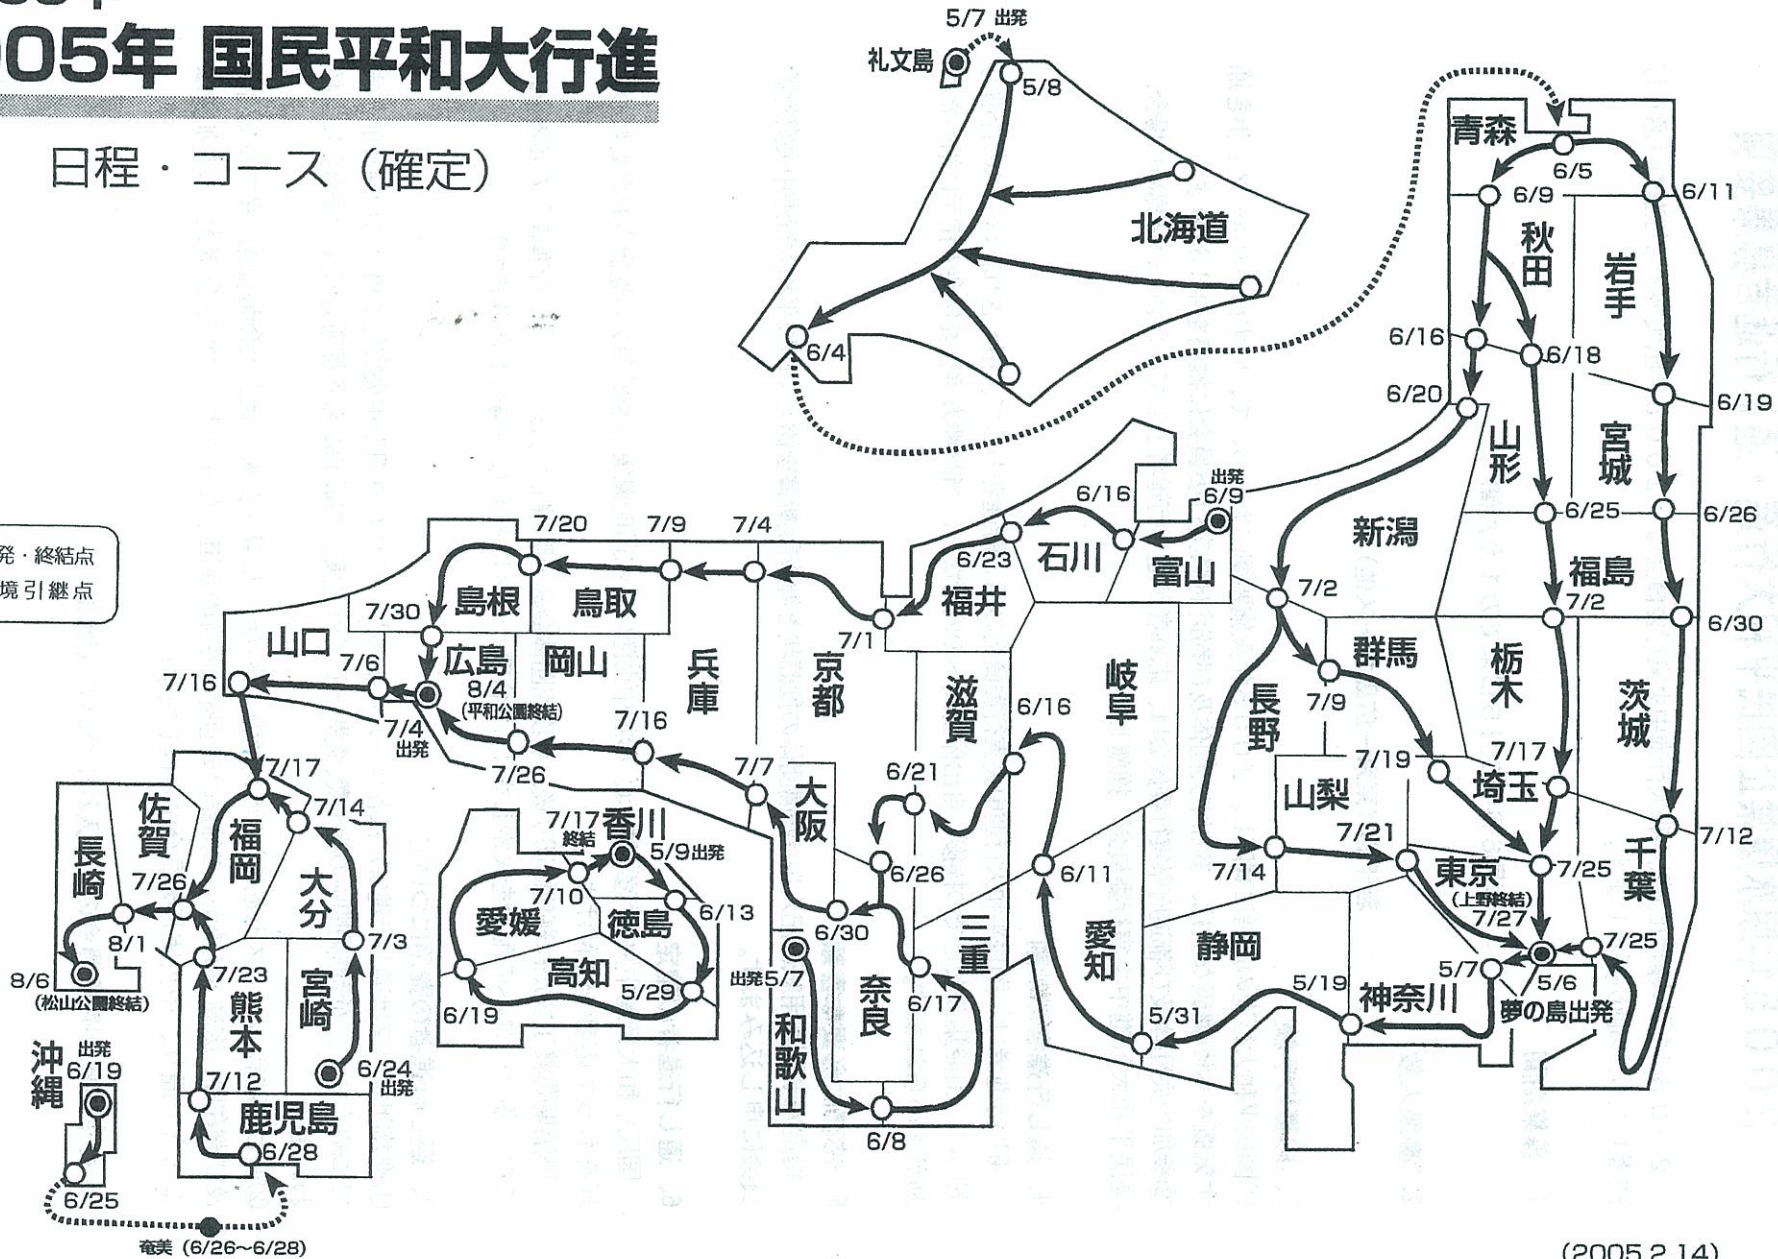 05年 国民平和大行進
日程・コース（確定）
発・終結点
境引継点
5/7 出発
礼文島
5/8
北海道
6/4
青森
6/5
6/9
6/11
秋田
岩手
6/16
6/18
6/19
6/20
山形
宮城
6/25
6/26
新潟
福島
7/2
7/2
6/30
出発
6/9
富山
6/16
石川
6/23
福井
7/1
7/4
7/9
7/20
島根
鳥取
7/30
山口
7/6
広島
8/4
（平和公園終結）
7/4
出発
7/16
岡山
7/26
7/16
兵庫
7/7
京都
滋賀
岐阜
6/16
6/21
大阪
6/26
6/30
6/11
三重
愛知
奈良
6/17
出発5/7
和歌山
6/8
静岡
5/31
5/19
神奈川
5/7
5/6
夢の島出発
東京
（上野終結）
7/27
7/25
7/25
千葉
7/12
茨城
栃木
群馬
7/9
7/19
7/17
埼玉
長野
山梨
7/21
7/14
7/17
終結
香川
5/9出発
7/10
愛媛
徳島
6/13
高知
5/29
6/19
7/17
7/14
佐賀
福岡
長崎
7/26
大分
8/1
8/6
（松山公園終結）
7/23
7/3
熊本
宮崎
6/24
出発
7/12
鹿児島
6/28
沖縄
出発
6/19
6/25
奄美（6/26～6/28）
（2005.2.14）